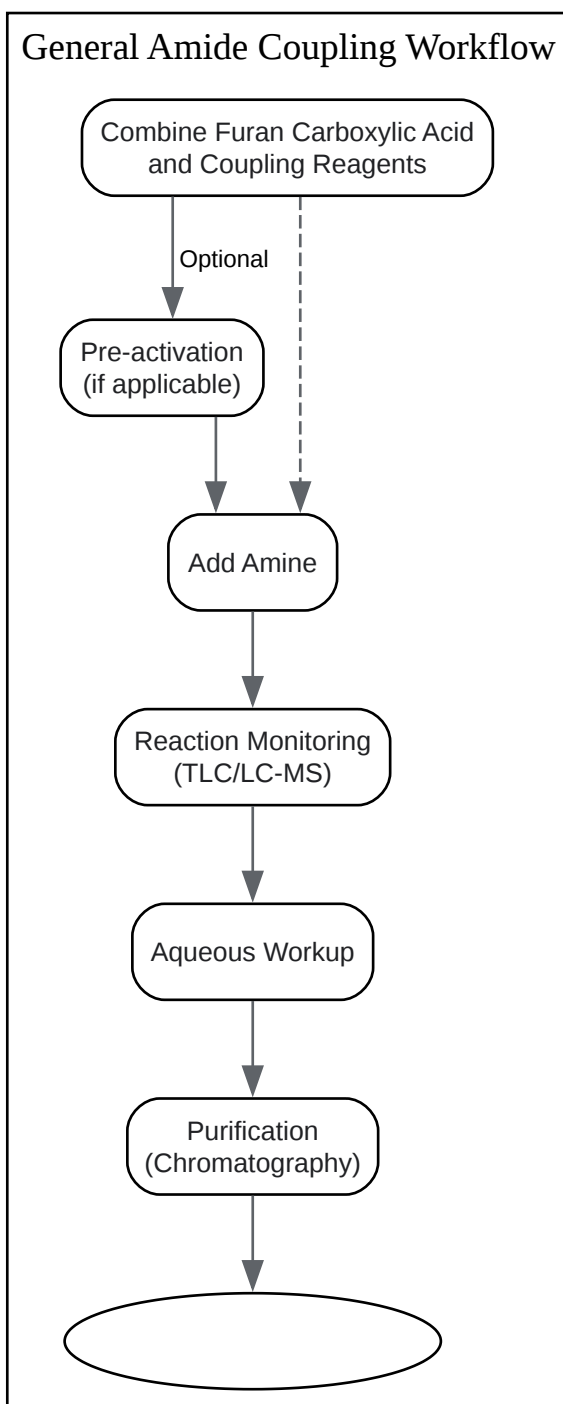 General Amide Coupling Workflow
Combine Furan Carboxylic Acid
and Coupling Reagents
Optional
Pre-activation
(if applicable)
Add Amine
Reaction Monitoring
(TLC/LC-MS)
Aqueous Workup
Purification
(Chromatography)